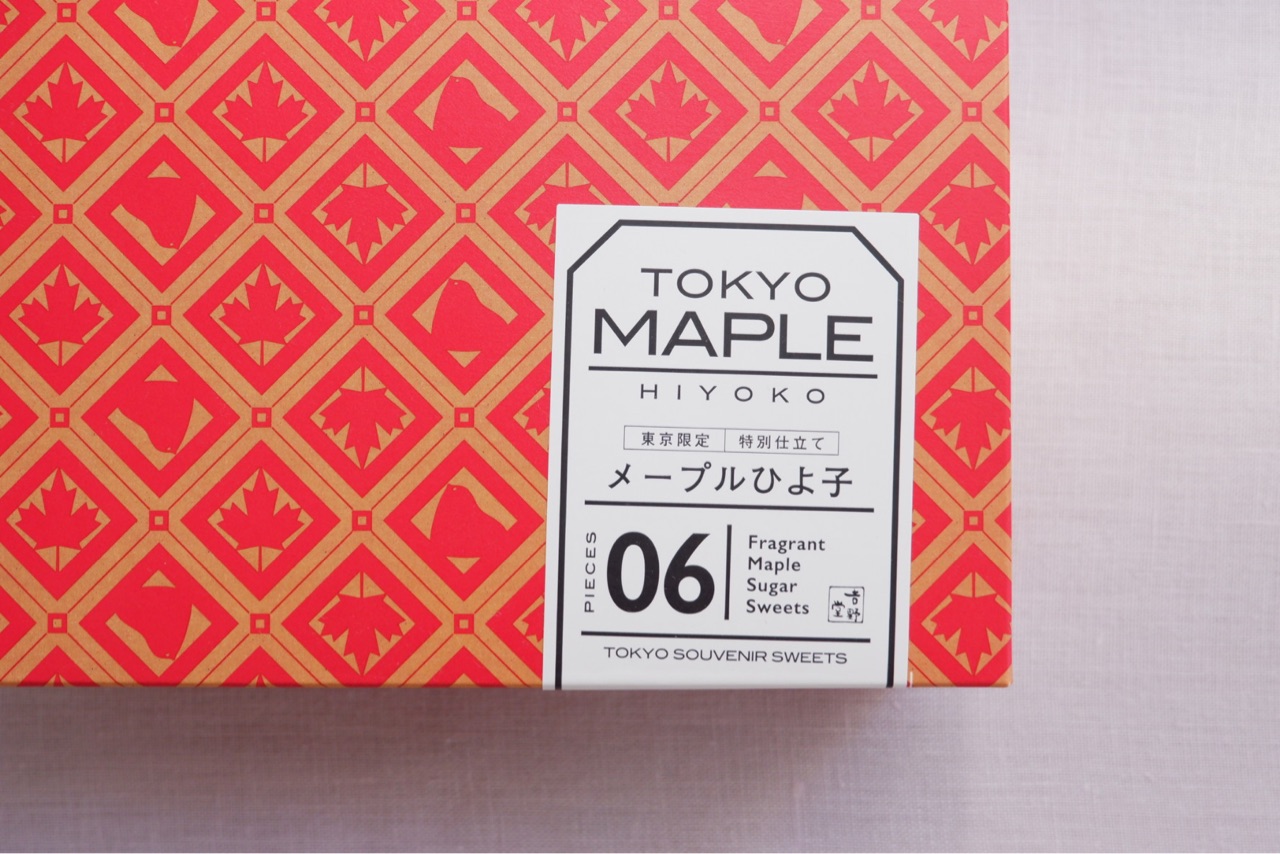 TOKYO
MAPLE
HIYOKO
東京限定 特別仕立て
メープルひよ子
PIECES
06
Fragrant
Maple
Sugar
Sweets
吉野堂
TOKYO SOUVENIR SWEETS